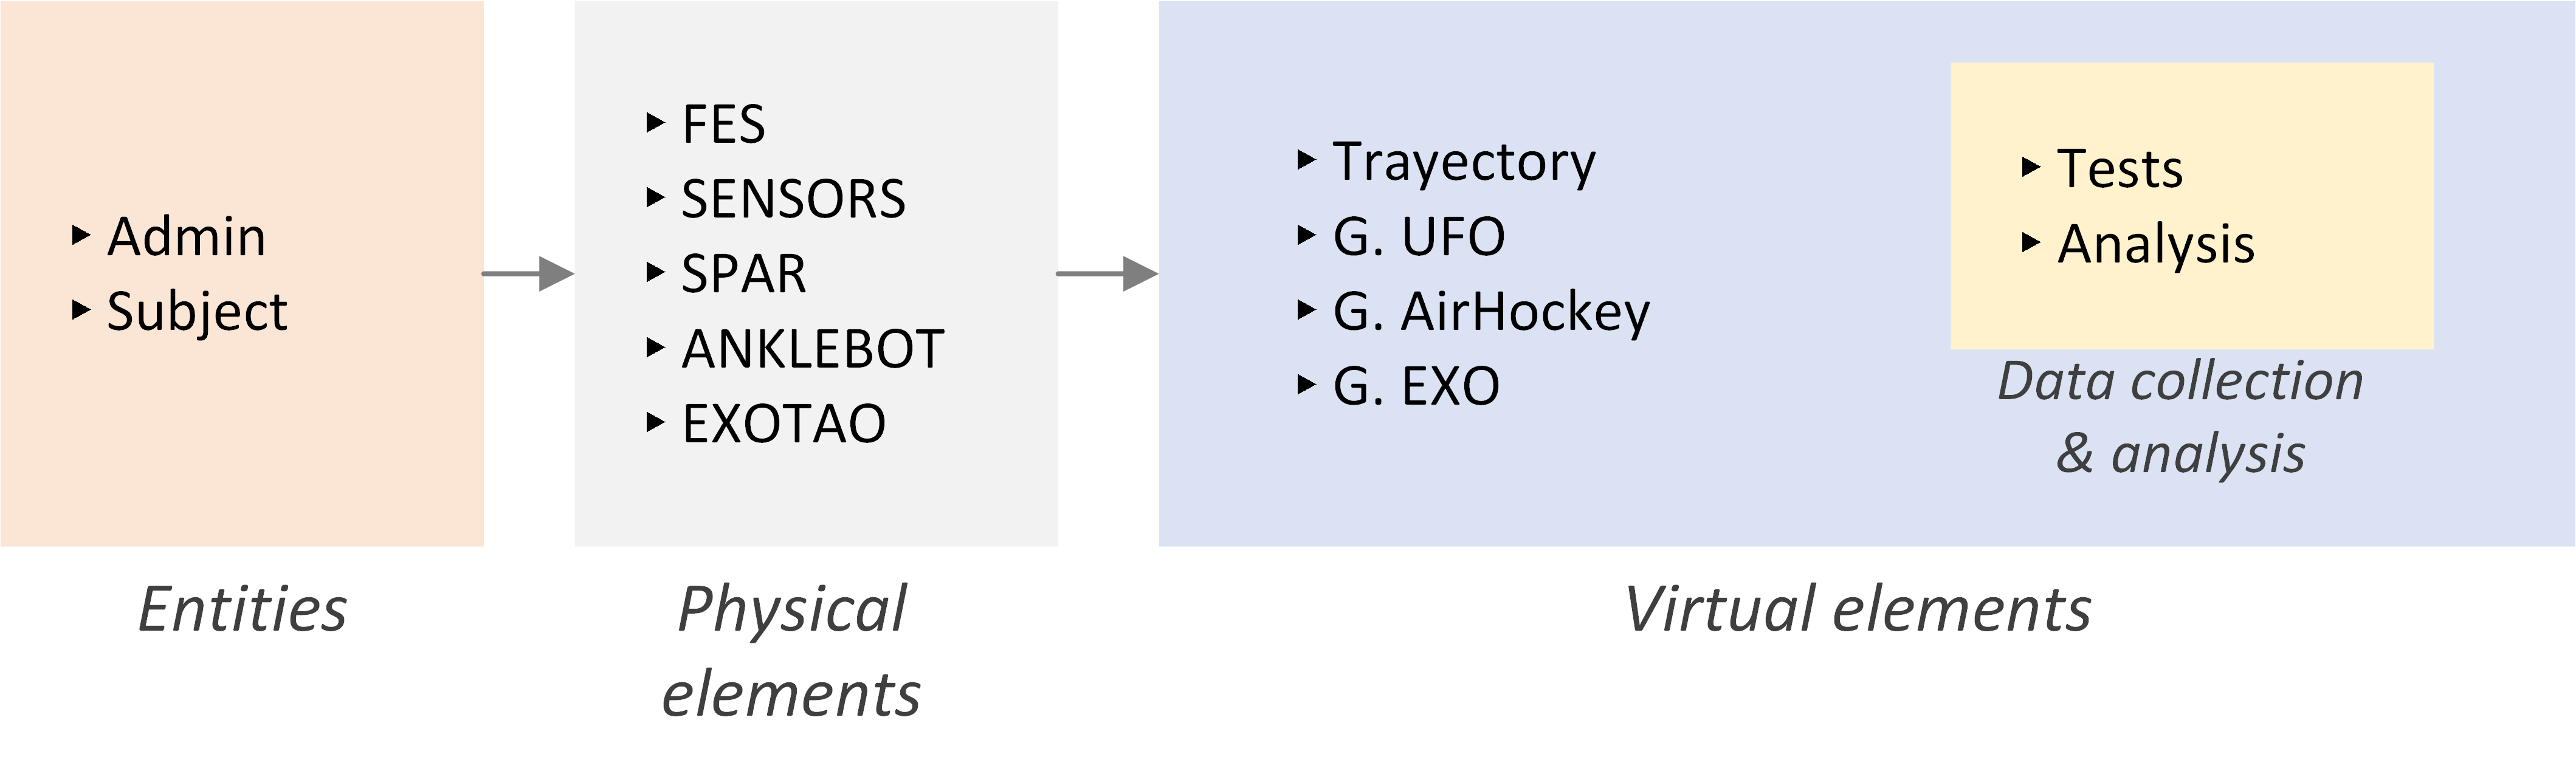 Admin
Subject
Entities
FES
SENSORS
SPAR
ANKLEBOT
EXOTAO
Physical
elements
Trayectory
G. UFO
G. AirHockey
G. EXO
Tests
Analysis
Data collection
& analysis
Virtual elements